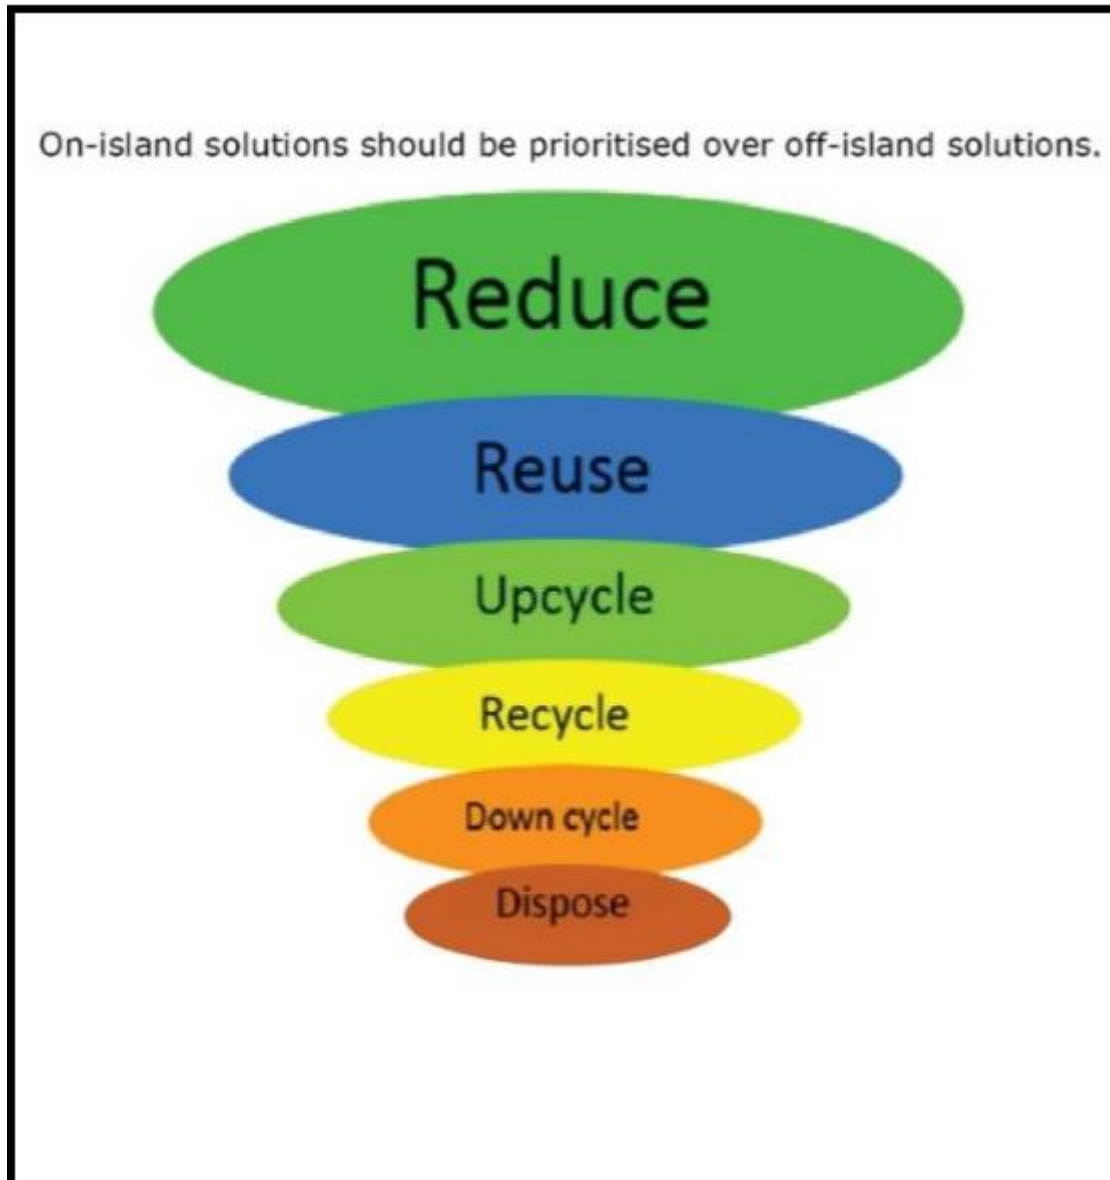 On-island solutions should be prioritised over off-island solutions.
Reduce
Reuse
Upcycle
Recycle
Down cycle
Dispose